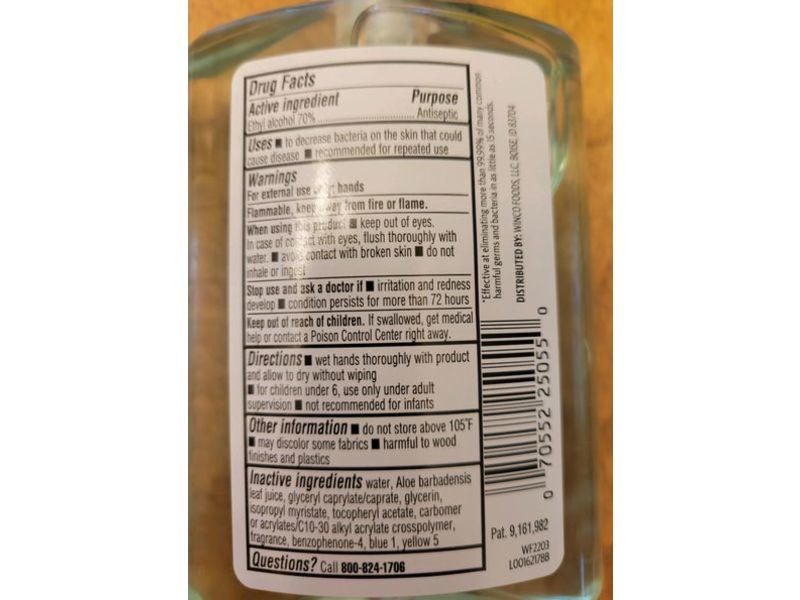 Drug Facts
Active ingredient Purpose
Ethyl alcohol 70% Antiseptic
Uses ■ to decrease bacteria on the skin that could
cause disease ■ recommended for repeated use
Warnings
For external use hands
Flammable, keep away from fire or flame.
When using this product ■ keep out of eyes.
In case of contact with eyes, flush thoroughly with
water. ■ avoid contact with broken skin ■ do not
inhale or ingest
Stop use and ask a doctor if ■ irritation and redness
develop ■ condition persists for more than 72 hours
Keep out of reach of children. If swallowed, get medical
help or contact a Poison Control Center right away.
Directions ■ wet hands thoroughly with product
and allow to dry without wiping
■ for children under 6, use only under adult
supervision ■ not recommended for infants
Other information ■ do not store above 105°F
■ may discolor some fabrics ■ harmful to wood
finishes and plastics
Inactive ingredients water, Aloe barbadensis
leaf juice, glyceryl caprylate/caprate, glycerin,
isopropyl myristate, tocopheryl acetate, carbomer
or acrylates/C10-30 alkyl acrylate crosspolymer,
fragrance, benzophenone-4, blue 1, yellow 5
Questions? Call 800-824-1706
*Effective at eliminating more than 99.99% of many common
harmful germs and bacteria in as little as 15 seconds.
DISTRIBUTED BY: WINCO FOODS, LLC, BOISE, ID 83704
0 70552 25055 0
Pat. 9,161,982
WF2203
L0016217BB